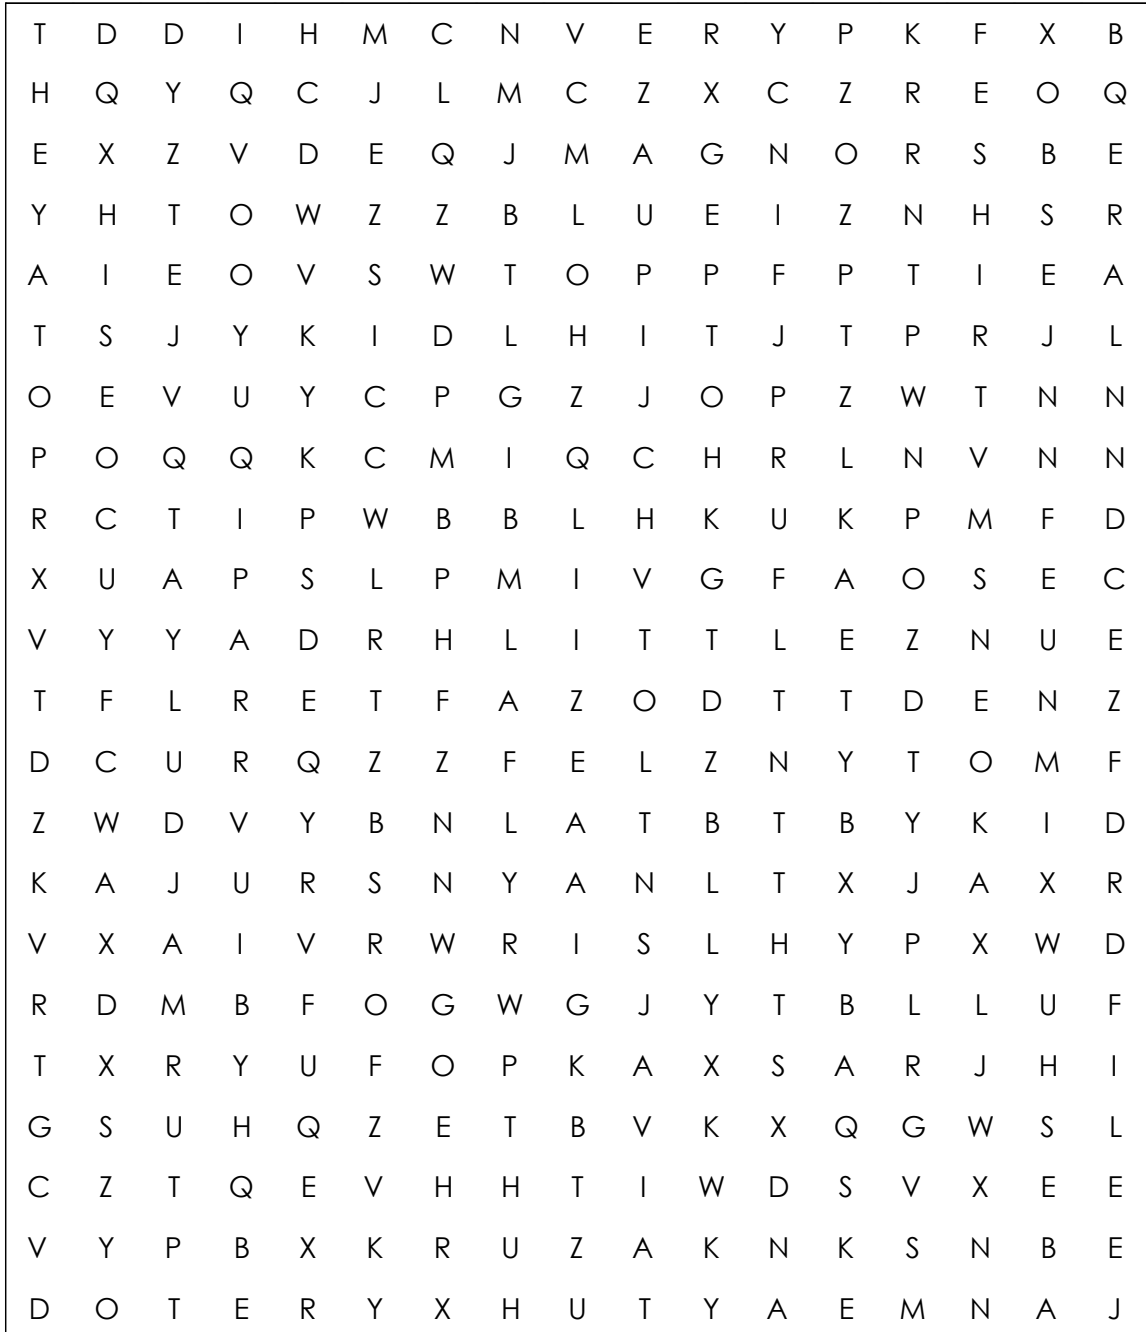 T D D I H M C N V E R Y P K F X B
H Q Y Q C J L M C Z X C Z R E O Q
E X Z V D E Q J M A G N O R S B E
Y H T O W Z Z B L U E I Z N H S R
A I E O V S W T O P P F P T I E A
T S J Y K I D L H I T J T P R J L
O E V U Y C P G Z J O P Z W T N N
P O Q Q K C M I Q C H R L N V N N
R C T I P W B B L H K U K P M F D
X U A P S L P M I V G F A O S E C
V Y Y A D R H L I T T L E Z N U E
T F L R E T F A Z O D T T D E N Z
D C U R Q Z Z F E L Z N Y T O M F
Z W D V Y B N L A T B T B Y K I D
K A J U R S N Y A N L T X J A X R
V X A I V R W R I S L H Y P X W D
R D M B F O G W G J Y T B L L U F
T X R Y U F O P K A X S A R J H I
G S U H Q Z E T B V K X Q G W S L
C Z T Q E V H H T I W D S V X E E
V Y P B X K R U Z A K N K S N B E
D O T E R Y X H U T Y A E M N A J